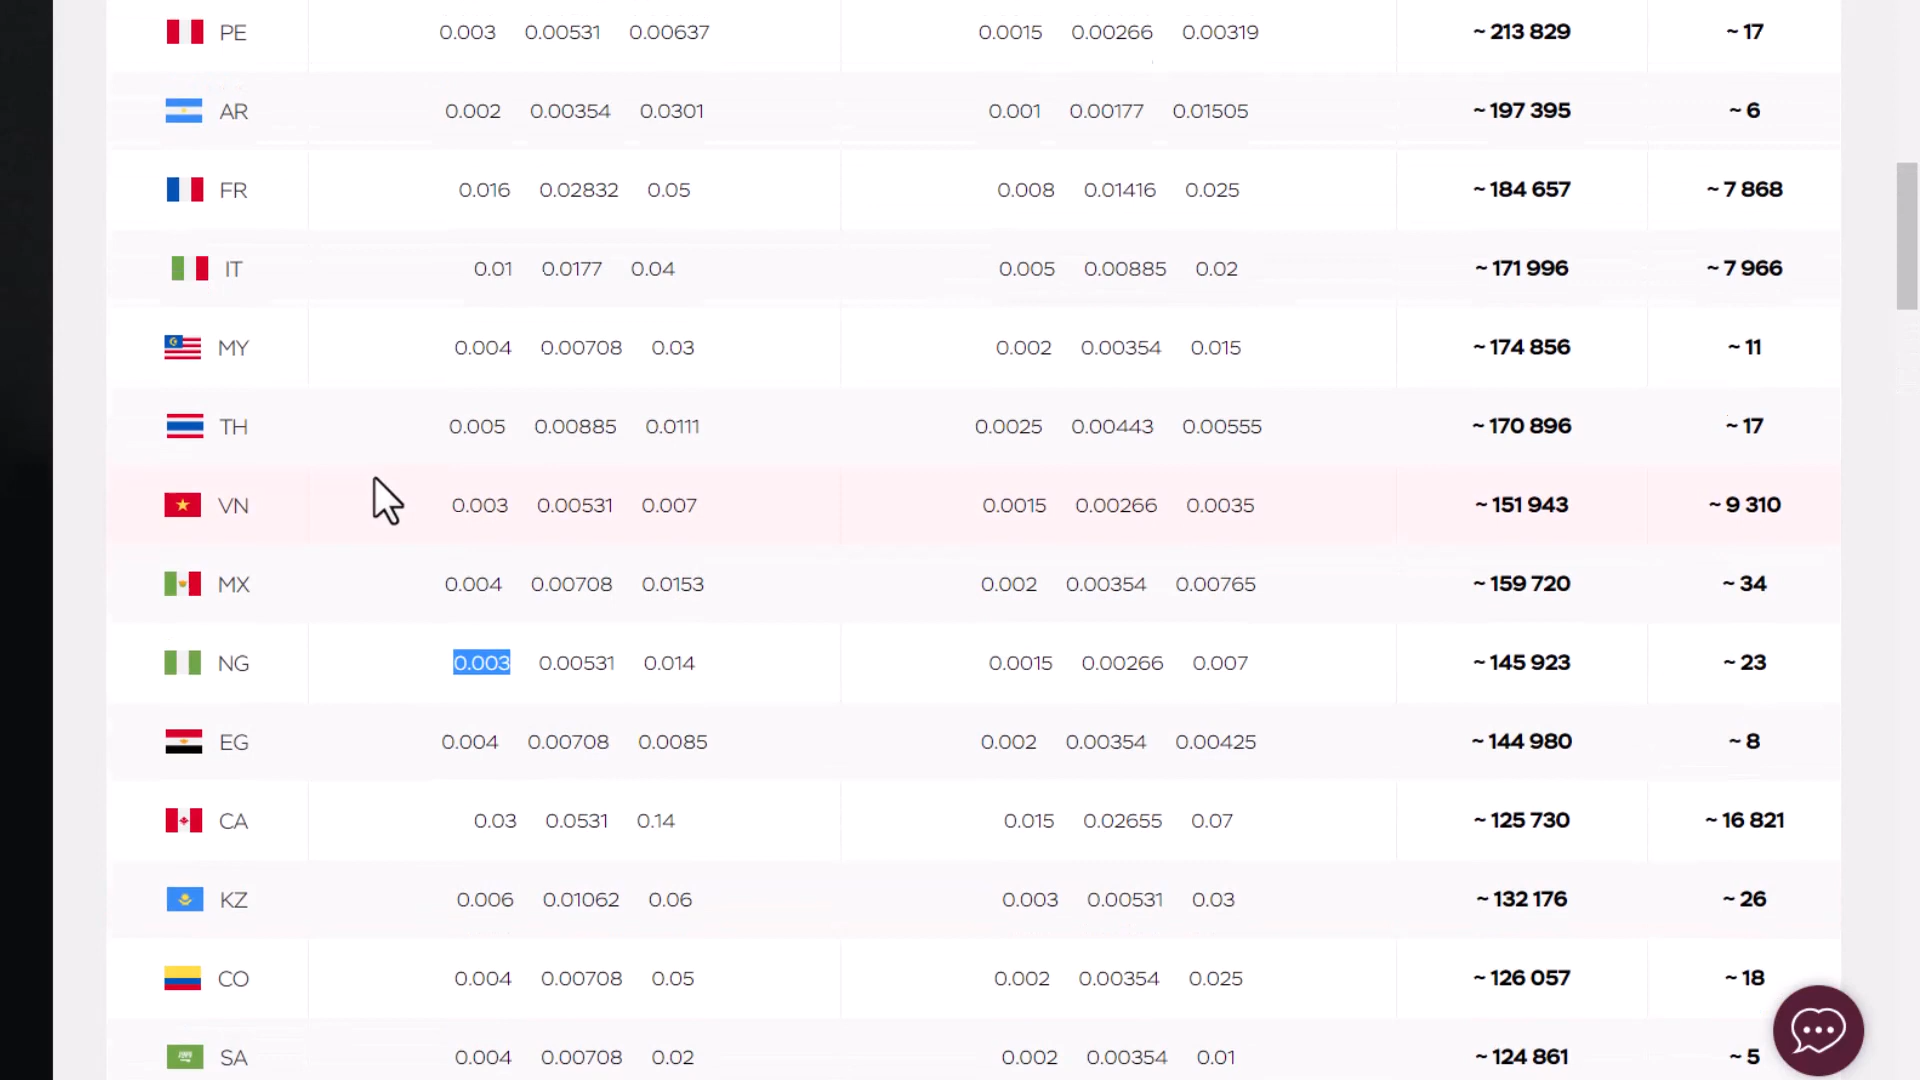 PE 0.003 0.00531 0.00637 0.0015 0.00266 0.00319 ~ 213 829 ~ 17
AR 0.002 0.00354 0.0301 0.001 0.00177 0.01505 ~ 197 395 ~ 6
FR 0.016 0.02832 0.05 0.008 0.01416 0.025 ~ 184 657 ~ 7 868
IT 0.01 0.0177 0.04 0.005 0.00885 0.02 ~ 171 996 ~ 7 966
MY 0.004 0.00708 0.03 0.002 0.00354 0.015 ~ 174 856 ~ 11
TH 0.005 0.00885 0.0111 0.0025 0.00443 0.00555 ~ 170 896 ~ 17
VN 0.003 0.00531 0.007 0.0015 0.00266 0.0035 ~ 151 943 ~ 9 310
MX 0.004 0.00708 0.0153 0.002 0.00354 0.00765 ~ 159 720 ~ 34
NG 0.003 0.00531 0.014 0.0015 0.00266 0.007 ~ 145 923 ~ 23
EG 0.004 0.00708 0.0085 0.002 0.00354 0.00425 ~ 144 980 ~ 8
CA 0.03 0.0531 0.14 0.015 0.02655 0.07 ~ 125 730 ~ 16 821
KZ 0.006 0.01062 0.06 0.003 0.00531 0.03 ~ 132 176 ~ 26
CO 0.004 0.00708 0.05 0.002 0.00354 0.025 ~ 126 057 ~ 18
SA 0.004 0.00708 0.02 0.002 0.00354 0.01 ~ 124 861 ~ 5